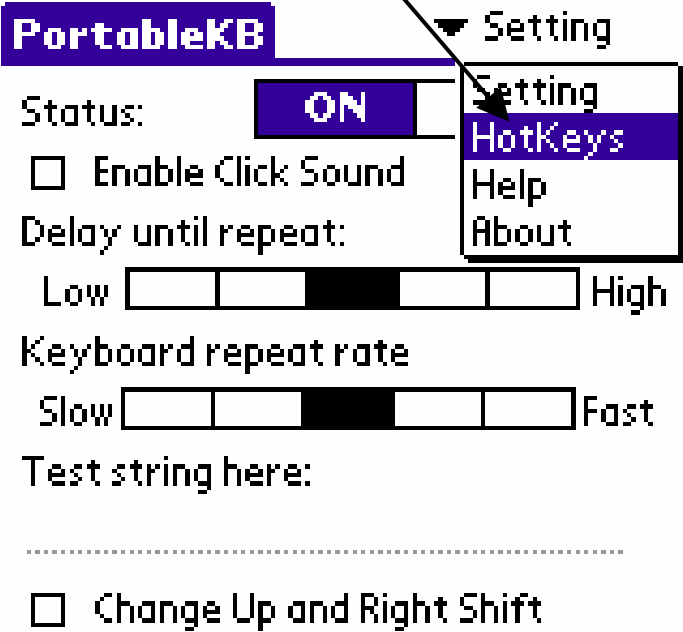 PortableKB
Setting
Setting
HotKeys
Help
About
Status: ON
Enable Click Sound
Delay until repeat:
Low High
Keyboard repeat rate
Slow Fast
Test string here:
Change Up and Right Shift